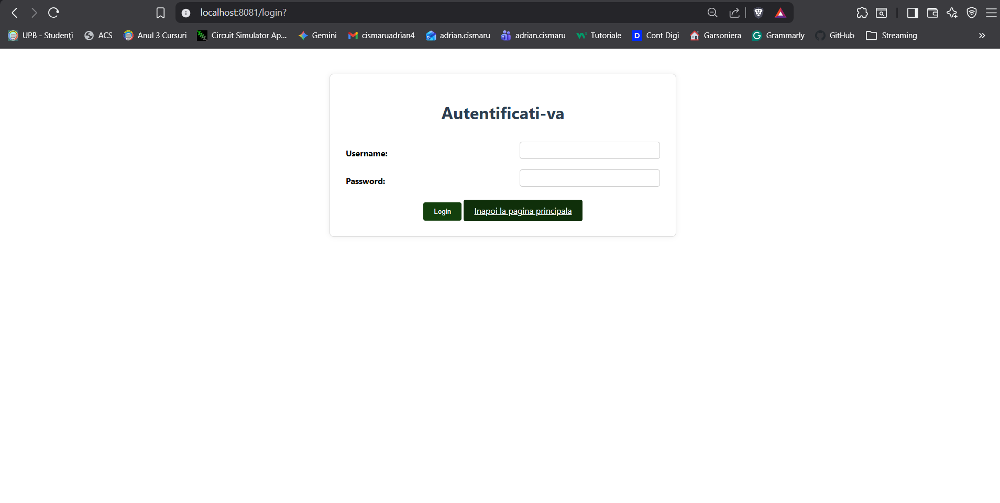 localhost:8081/login?
UPB - Studenți ACS Anul 3 Cursuri Circuit Simulator Ap... Gemini cismaruadrian4 adrian.cismaru adrian.cismaru Tutoriale D Cont Digi Garsoniera Grammarly GitHub Streaming »
Autentificati-va
Username:
Password:
Login Inapoi la pagina principala